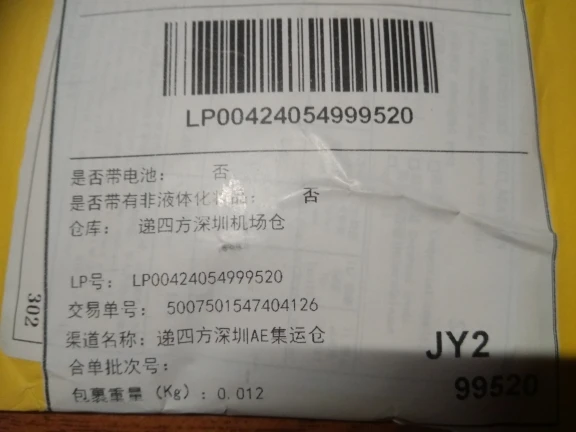 LP00424054999520
是否带电池： 否
是否带有非液体化妆品： 否
仓库： 递四方深圳机场仓
LP号： LP00424054999520
交易单号： 5007501547404126
渠道名称：递四方深圳AE集运仓
JY2
合单批次号：
99520
包裹重量（Kg）：0.012
302